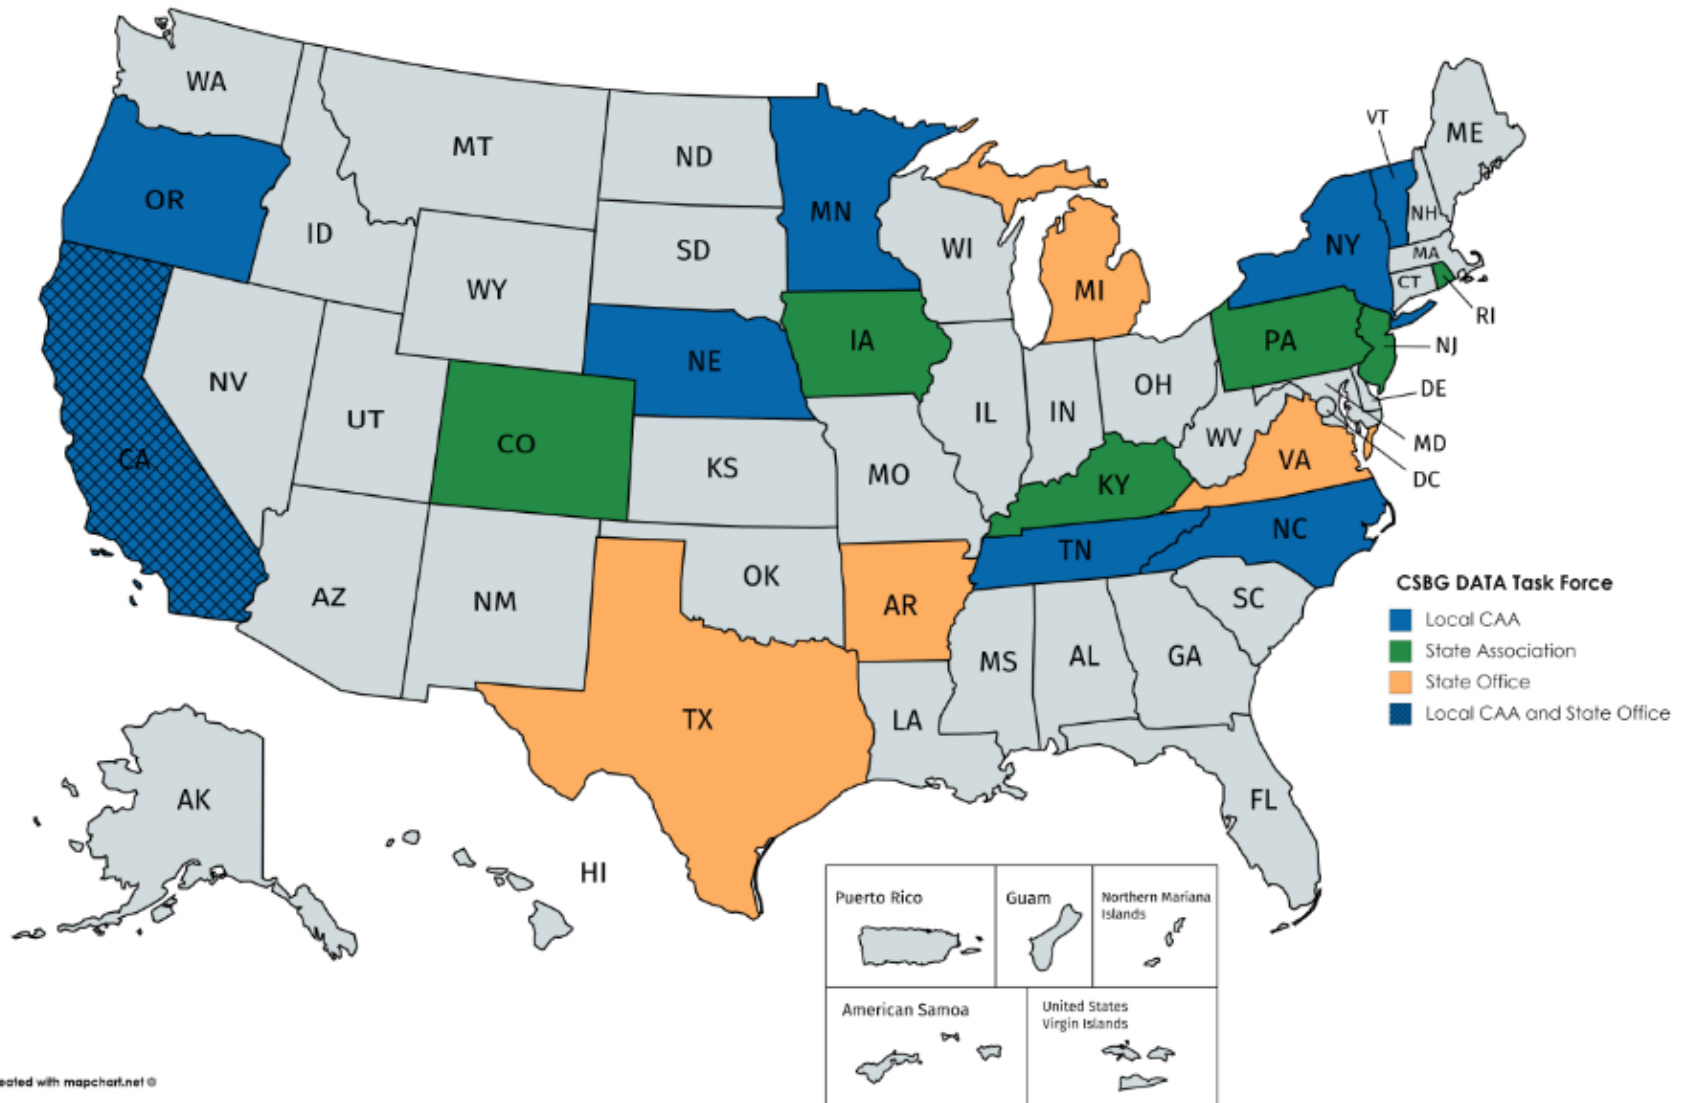 WA
MT
ND
MN
VT
ME
OR
ID
SD
WI
NH
NY
MA
WY
MI
CT
RI
NE
IA
PA
NJ
NV
UT
CO
OH
DE
IL
IN
KS
MO
WV
MD
CA
KY
VA
DC
NC
TN
AZ
NM
OK
AR
SC
MS
AL
GA
TX
LA
AK
FL
HI
CSBG DATA Task Force
Local CAA
State Association
State Office
Local CAA and State Office
Puerto Rico
Guam
Northern Mariana
Islands
American Samoa
United States
Virgin Islands
eated with mapchart.net ©